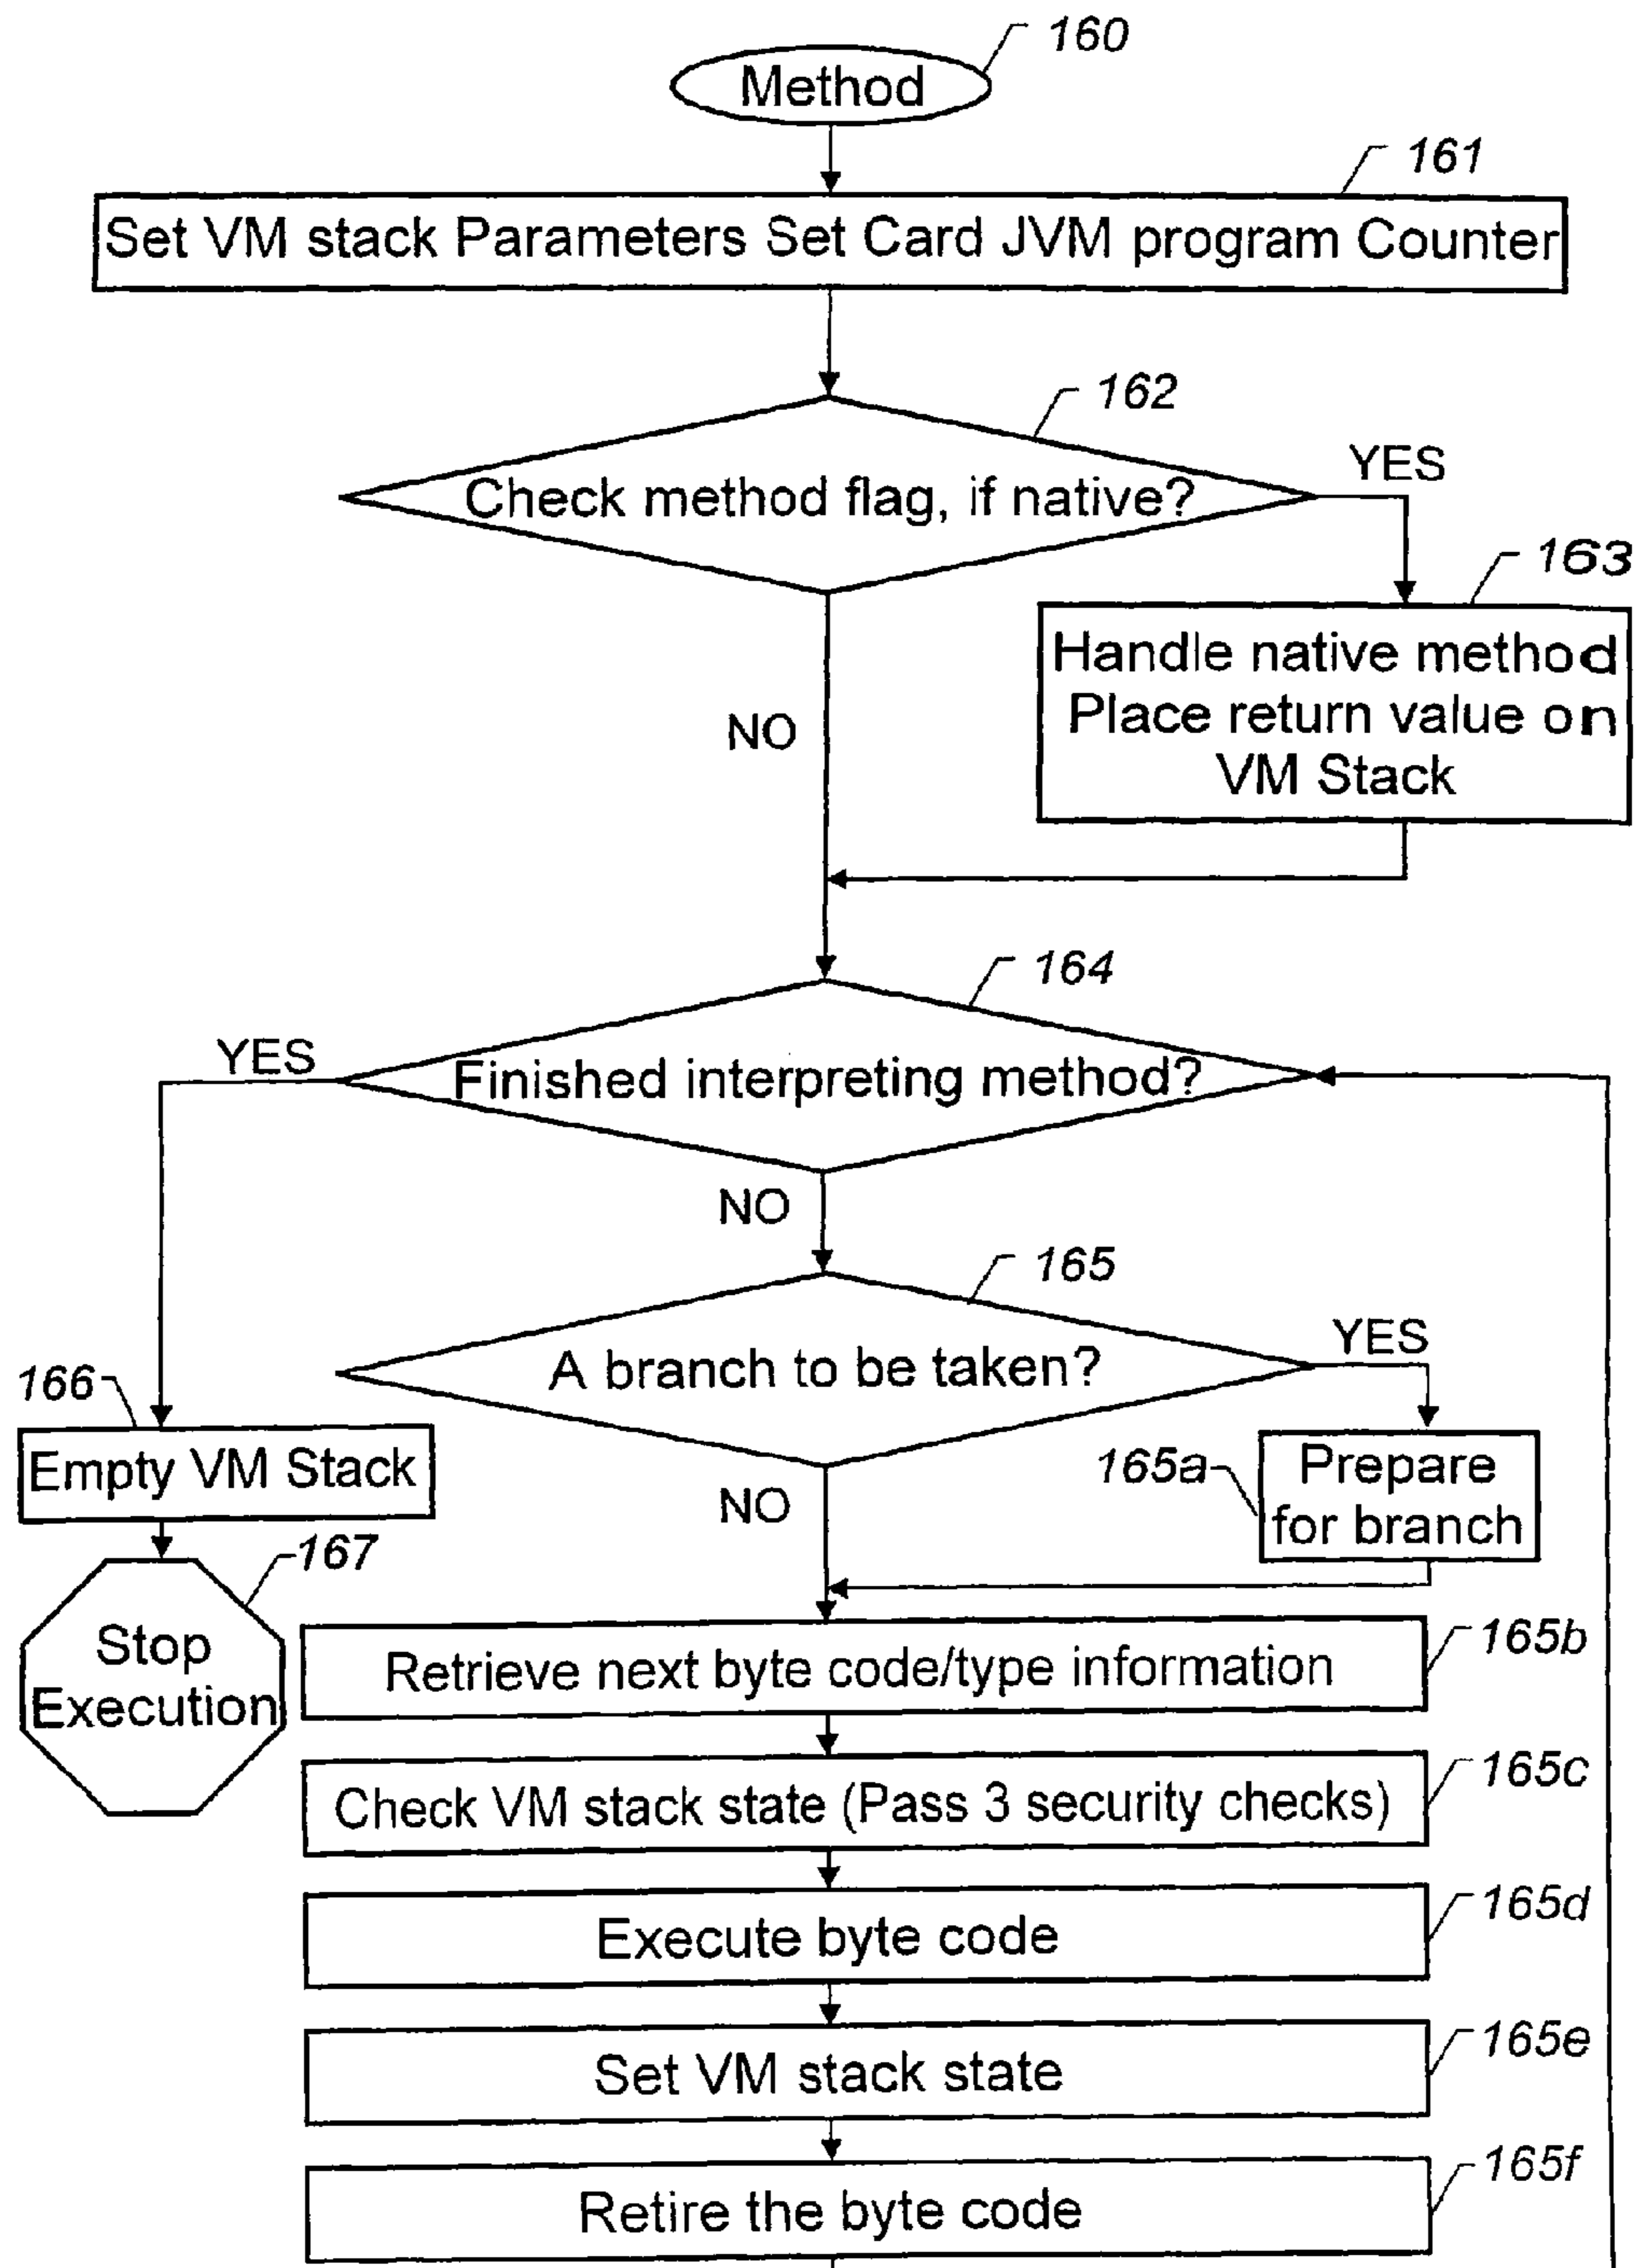 160
Method
161
Set VM stack Parameters Set Card JVM program Counter
162
Check method flag, if native?
YES
163
Handle native method
Place return value on
VM Stack
NO
164
YES
Finished interpreting method?
NO
165
A branch to be taken?
YES
166
Empty VM Stack
165a
Prepare
for branch
NO
167
Stop
Execution
165b
Retrieve next byte code/type information
165c
Check VM stack state (Pass 3 security checks)
165d
Execute byte code
165e
Set VM stack state
165f
Retire the byte code